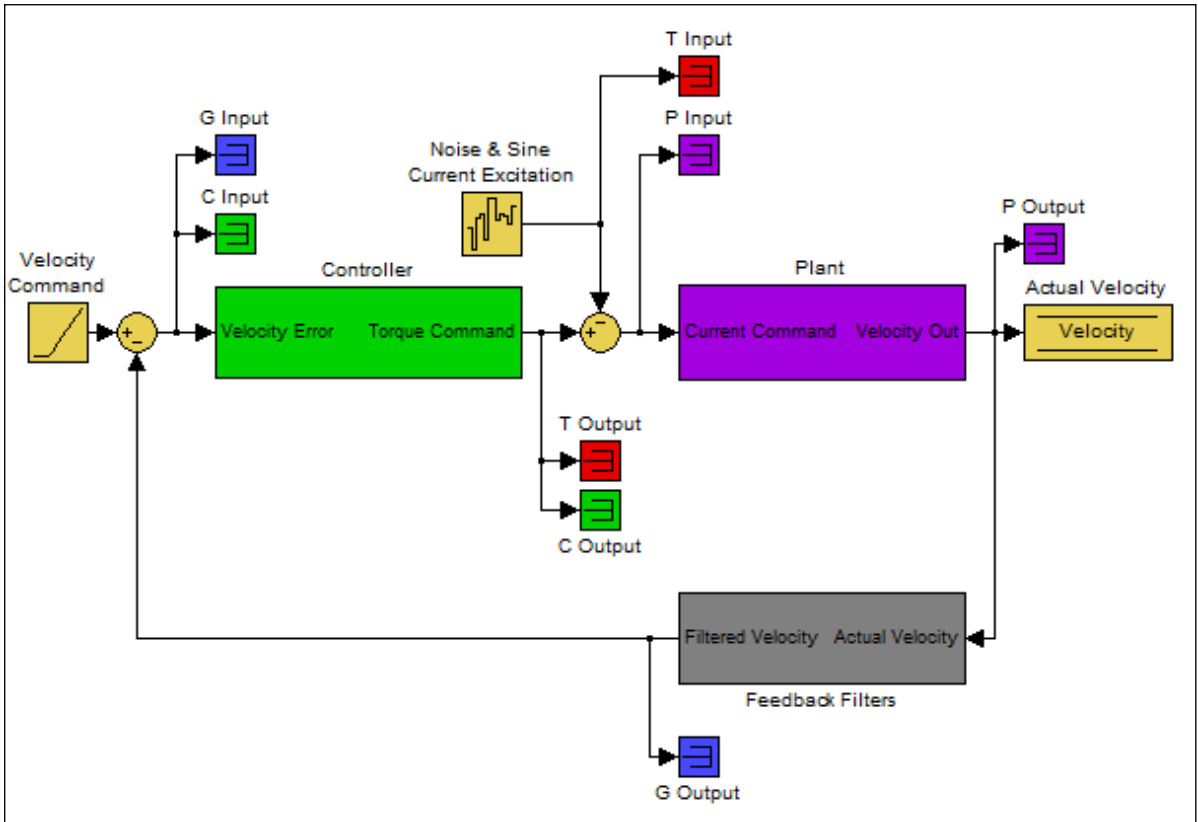 T Input
G Input
P Input
Noise & Sine
Current Excitation
C Input
P Output
Velocity
Command
Controller
Plant
Actual Velocity
+
−
Velocity Error
Torque Command
+
−
Current Command
Velocity Out
Velocity
T Output
C Output
Filtered Velocity
Actual Velocity
Feedback Filters
G Output